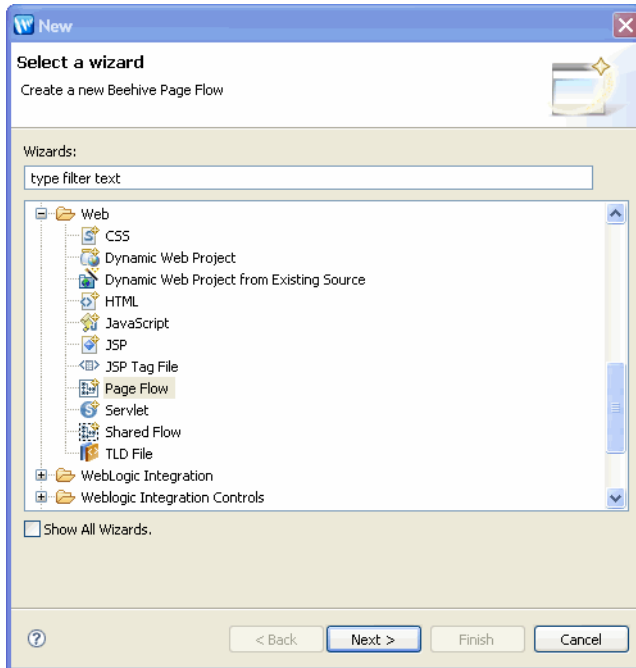 New
Select a wizard
Create a new Beehive Page Flow
Wizards:
type filter text
Web
CSS
Dynamic Web Project
Dynamic Web Project from Existing Source
HTML
JavaScript
JSP
JSP Tag File
Page Flow
Servlet
Shared Flow
TLD File
WebLogic Integration
Weblogic Integration Controls
Show All Wizards.
< Back Next > Finish Cancel